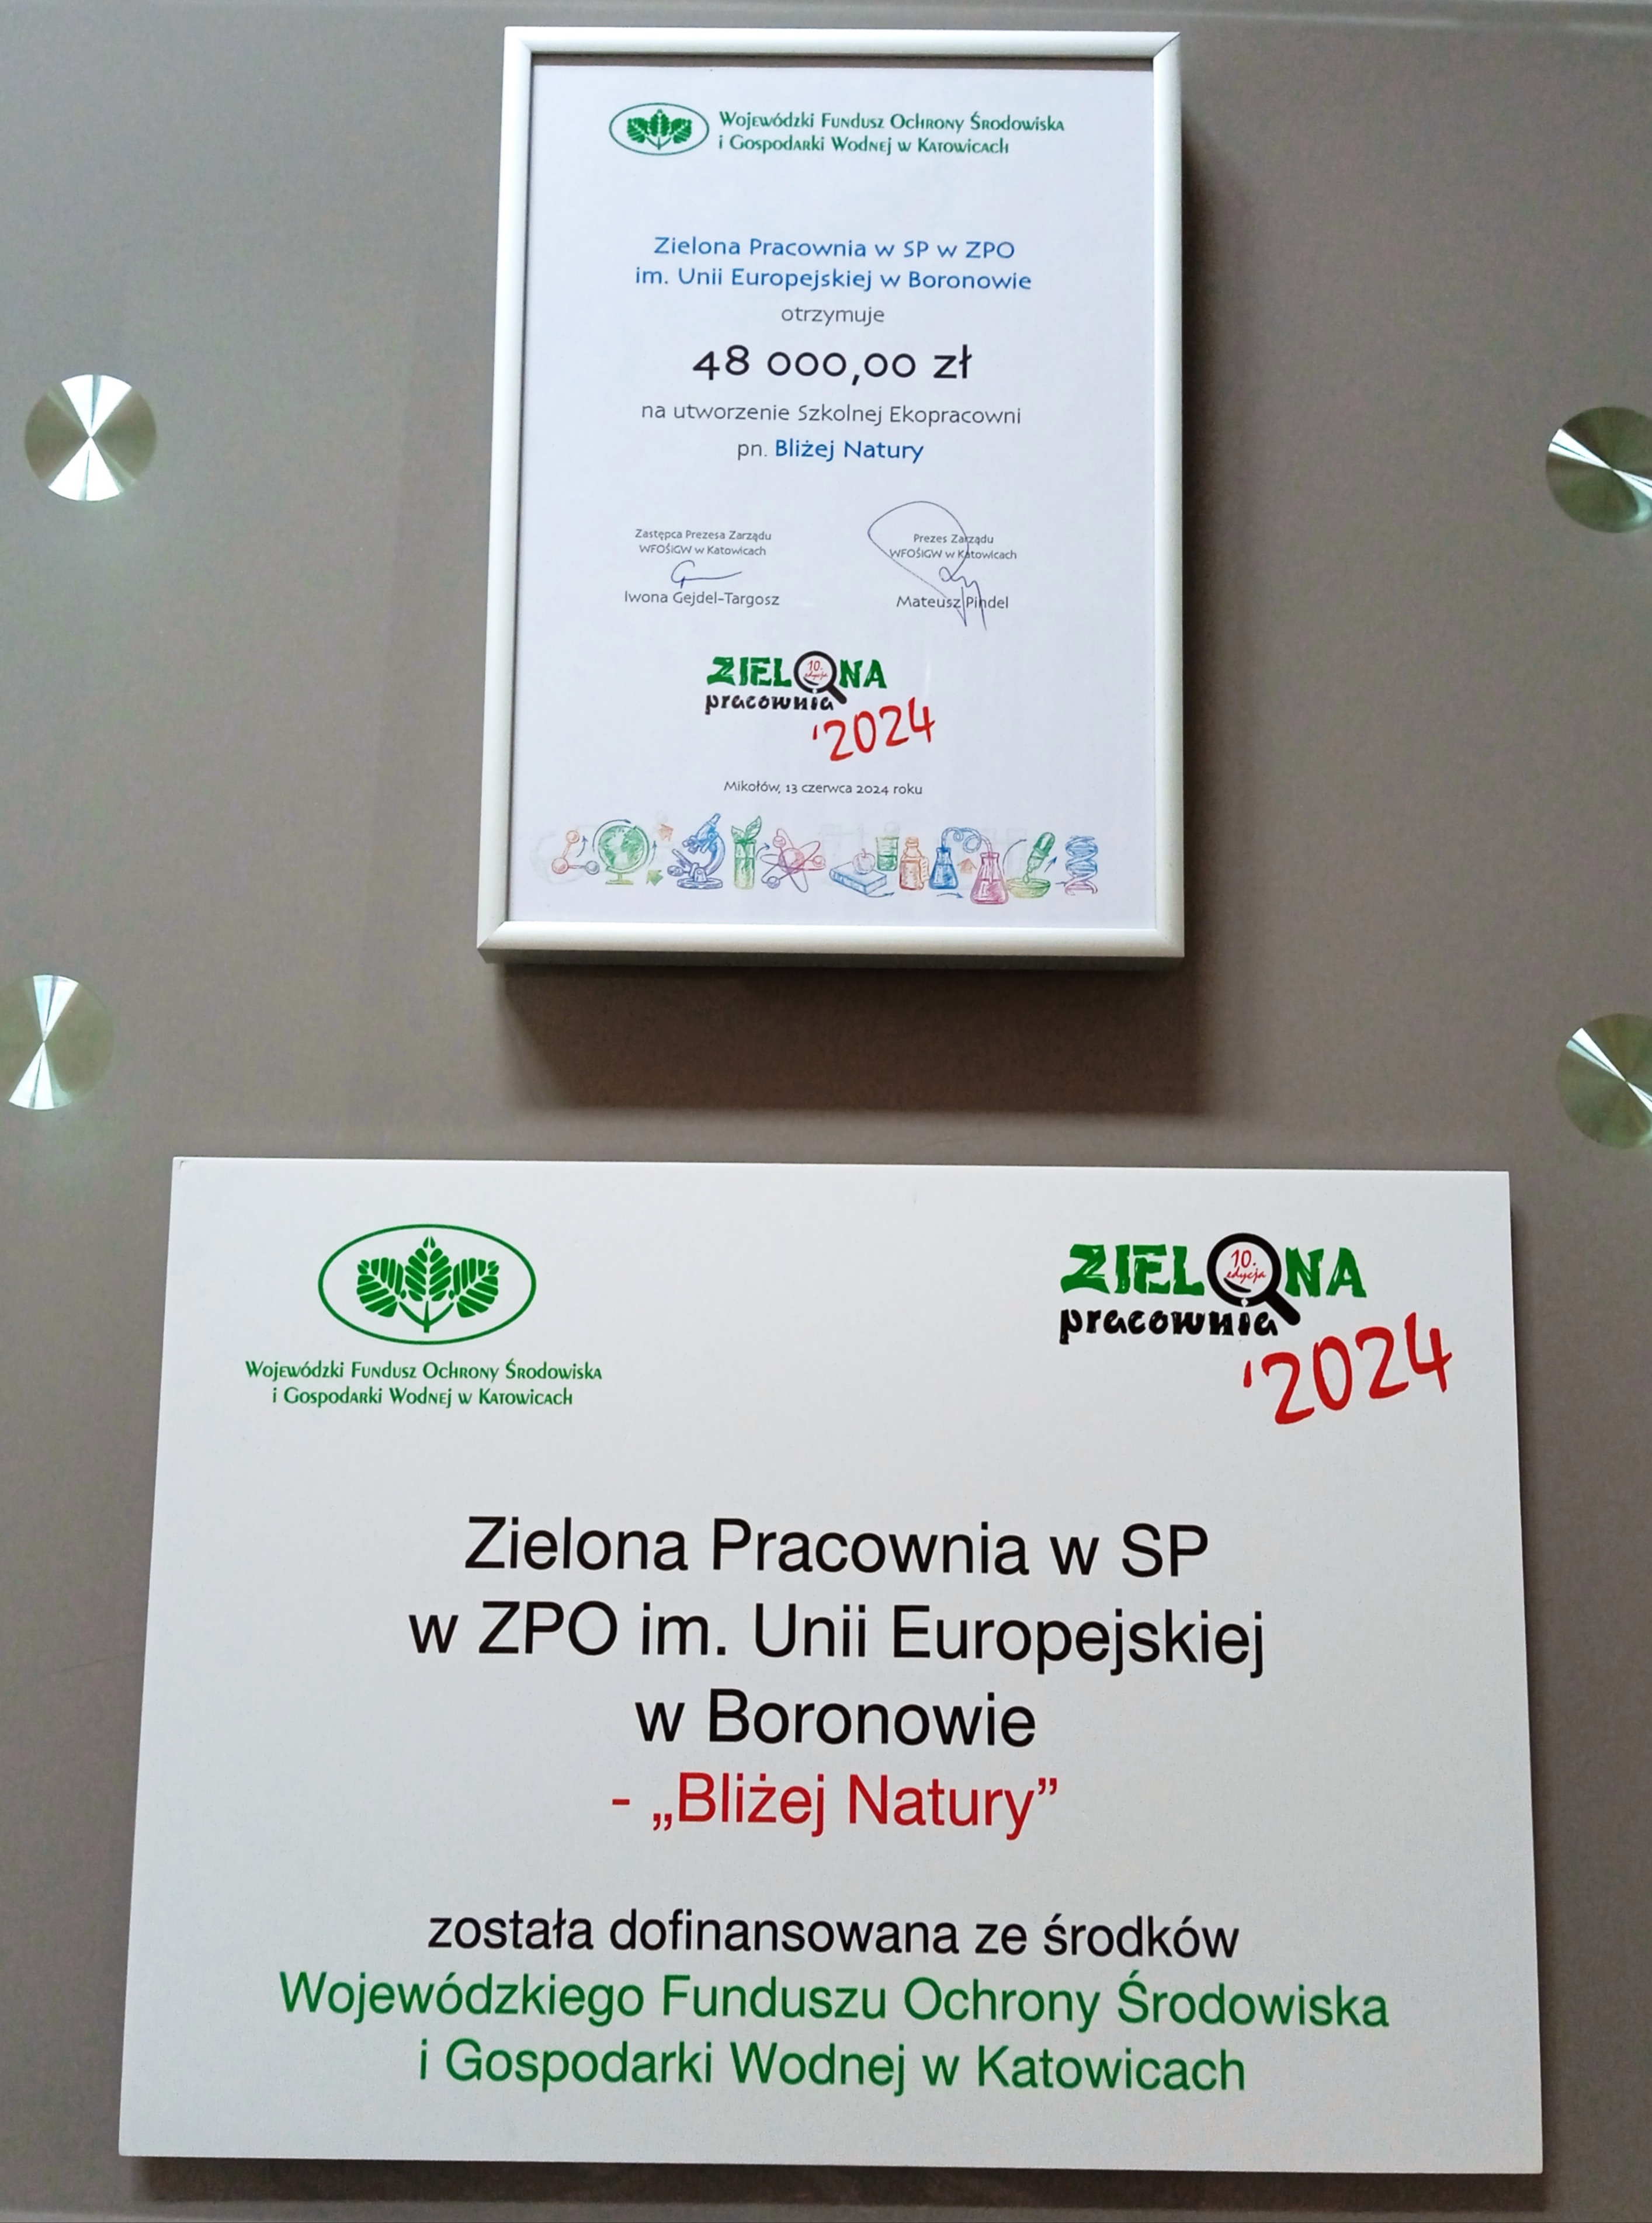 Wojewódzki Fundusz Ochrony Środowiska
i Gospodarki Wodnej w Katowicach
Zielona Pracownia w SP w ZPO
im. Unii Europejskiej w Boronowie
otrzymuje
48 000,00 zł
na utworzenie Szkolnej Ekopracowni
pn. Bliżej Natury
Zastępca Prezesa Zarządu
WFOŚiGW w Katowicach
Iwona Gejdel-Targosz
Prezes Zarządu
WFOŚiGW w Katowicach
Mateusz Pindel
ZIELONA
10. edycja
pracownia
'2024
Mikołów, 13 czerwca 2024 roku
Wojewódzki Fundusz Ochrony Środowiska
i Gospodarki Wodnej w Katowicach
ZIELONA
10. edycja
pracownia
'2024
Zielona Pracownia w SP
w ZPO im. Unii Europejskiej
w Boronowie
- „Bliżej Natury”
została dofinansowana ze środków
Wojewódzkiego Funduszu Ochrony Środowiska
i Gospodarki Wodnej w Katowicach